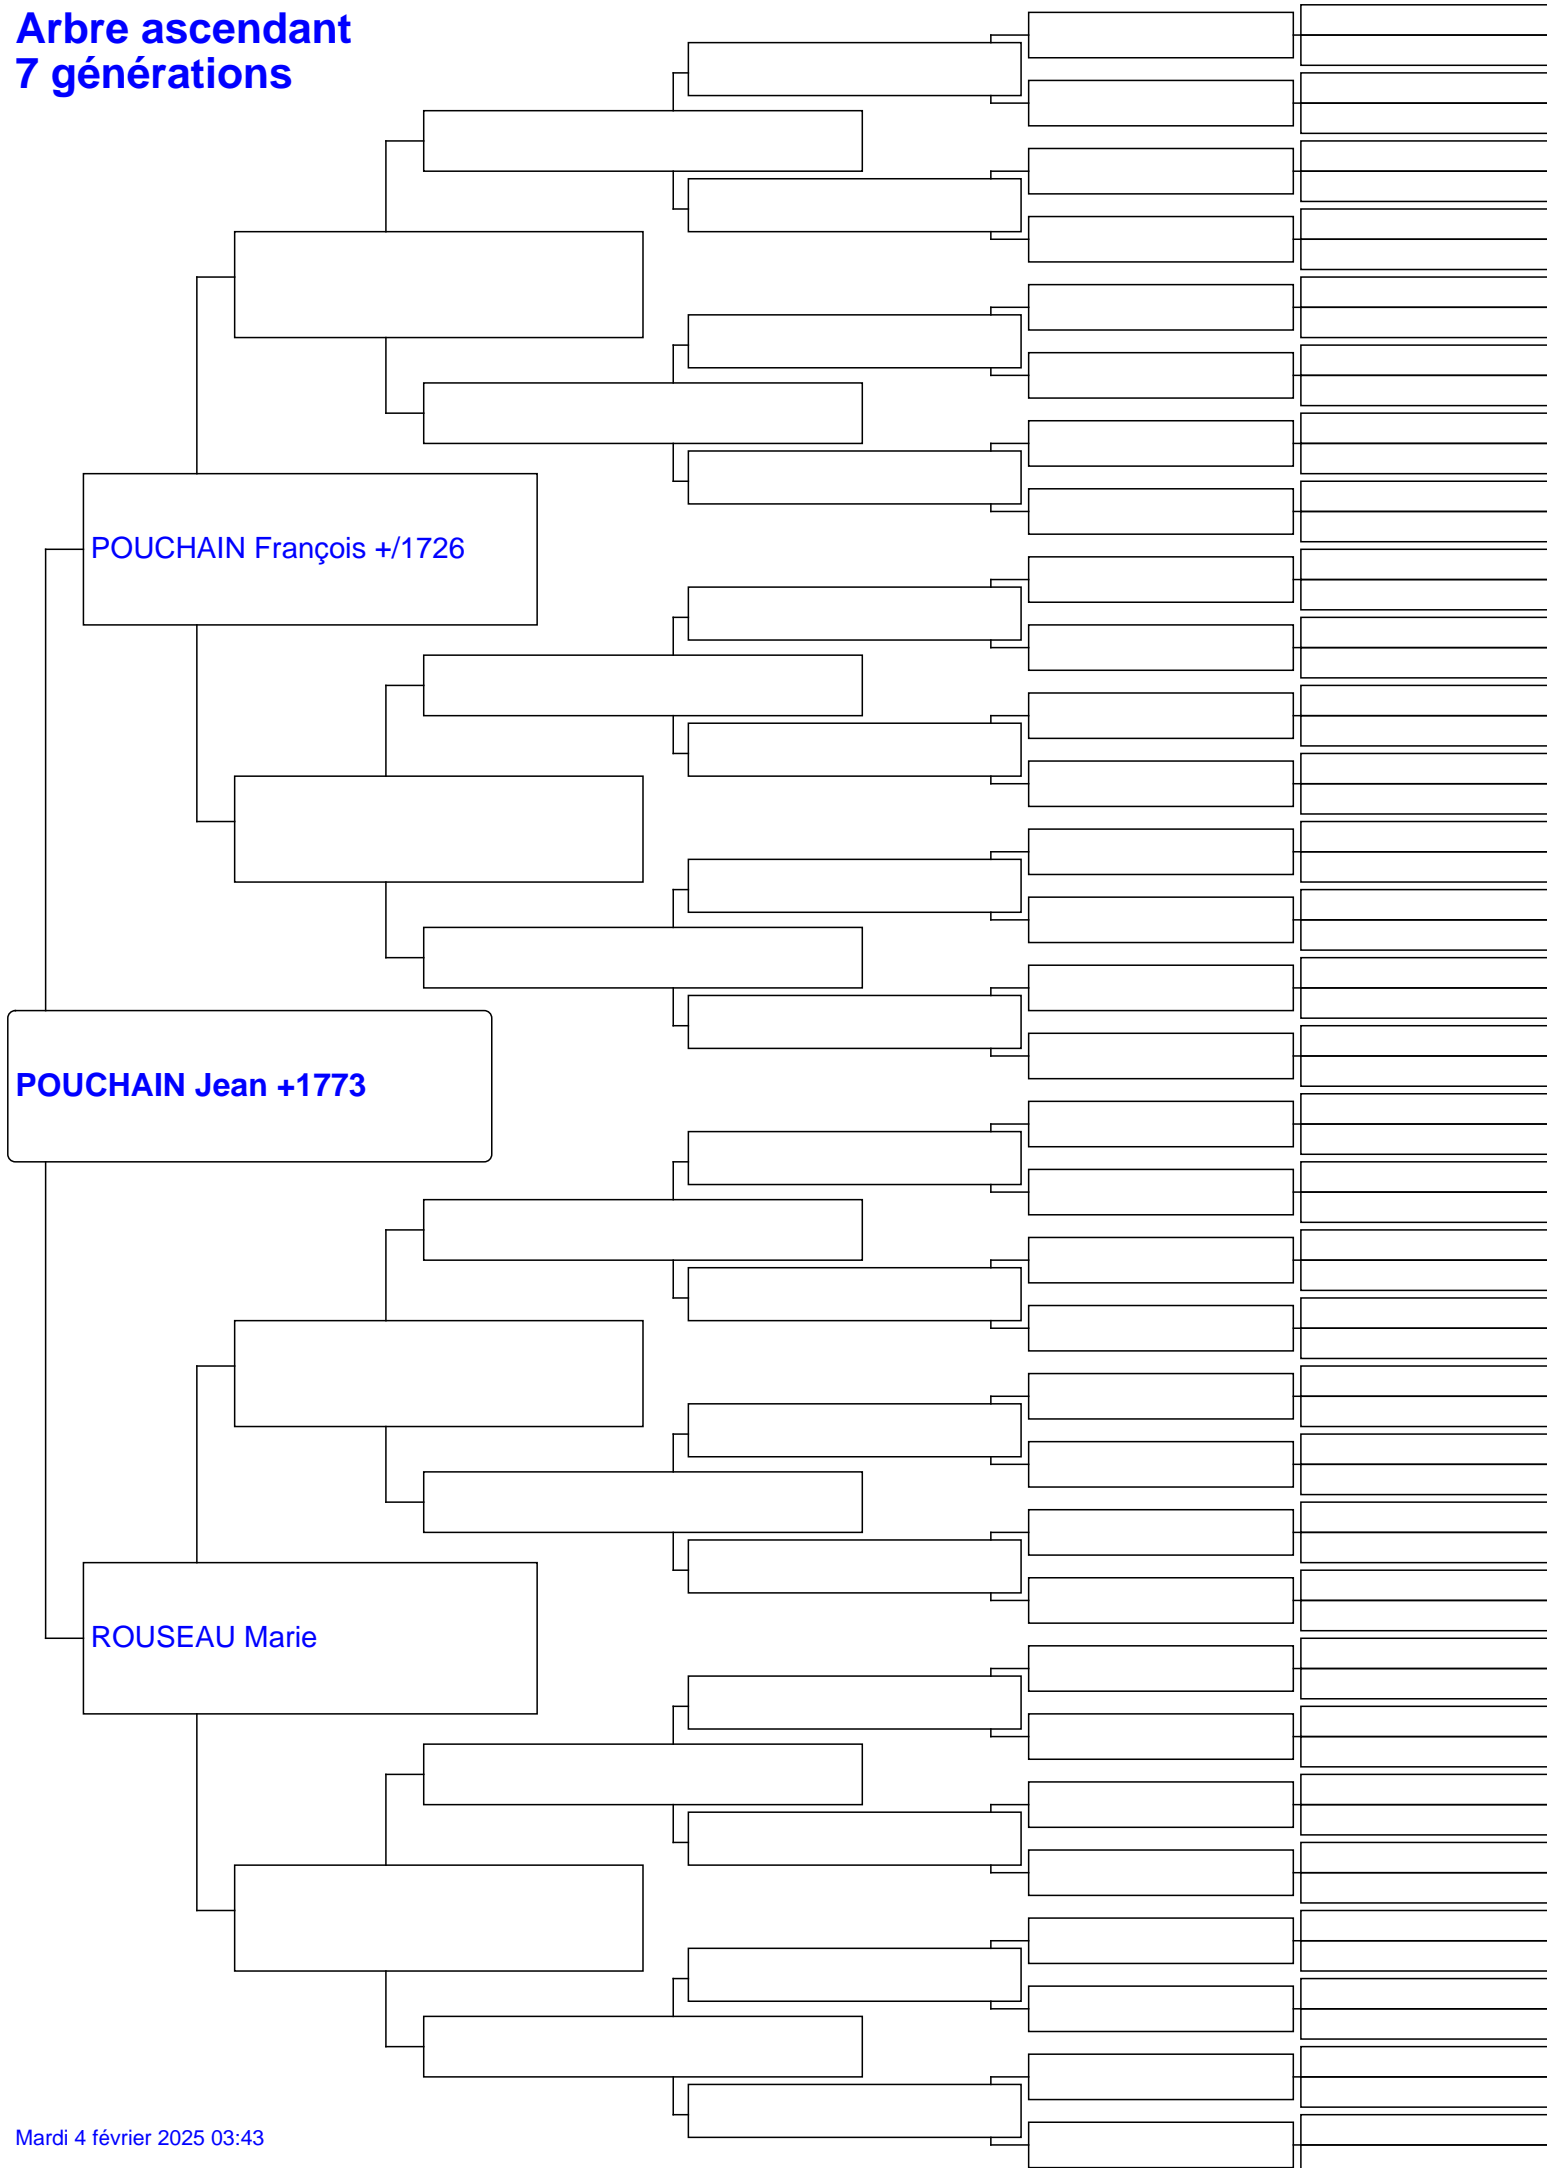 Arbre ascendant
7 générations
POUCHAIN François +/1726
POUCHAIN Jean +1773
ROUSEAU Marie
Mardi 4 février 2025 03:43